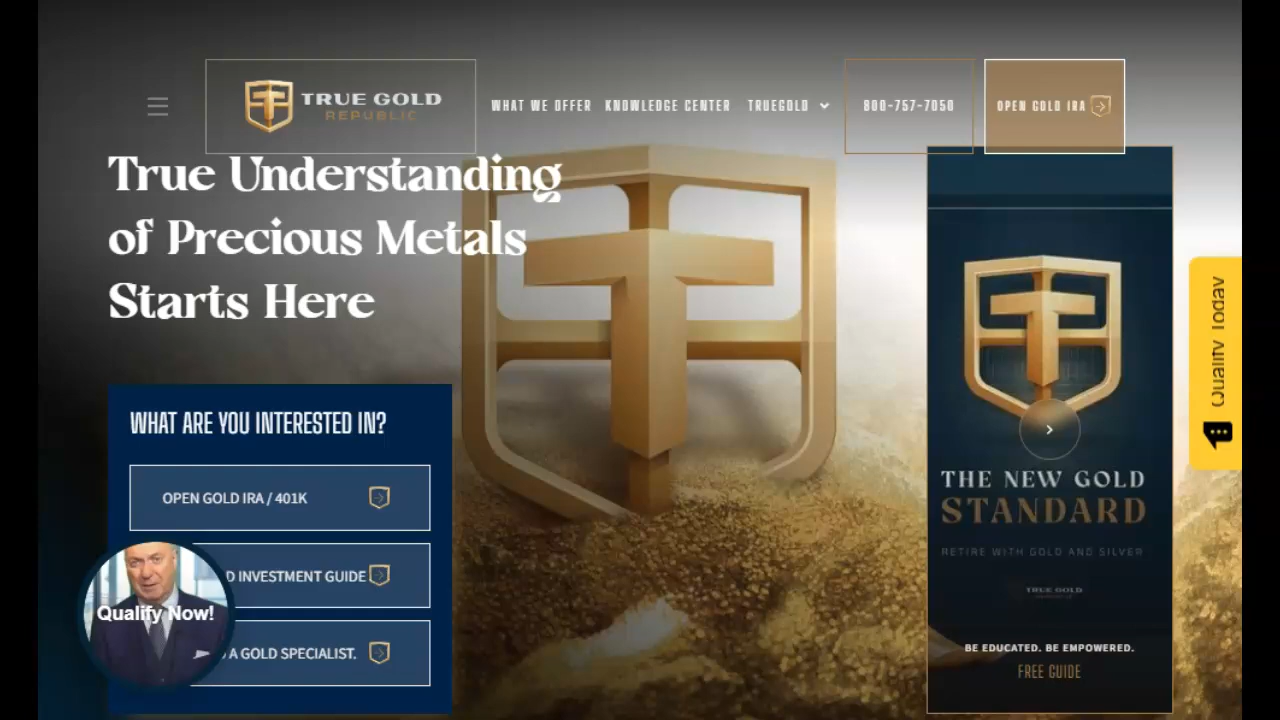 TRUE GOLD
REPUBLIC
WHAT WE OFFER
KNOWLEDGE CENTER
TRUEGOLD
800-757-7050
OPEN GOLD IRA
True Understanding
of Precious Metals
Starts Here
WHAT ARE YOU INTERESTED IN?
OPEN GOLD IRA / 401K
D INVESTMENT GUIDE
A GOLD SPECIALIST.
Qualify Now!
THE NEW GOLD
STANDARD
RETIRE WITH GOLD AND SILVER
TRUE GOLD
BE EDUCATED. BE EMPOWERED.
FREE GUIDE
Qualify Today